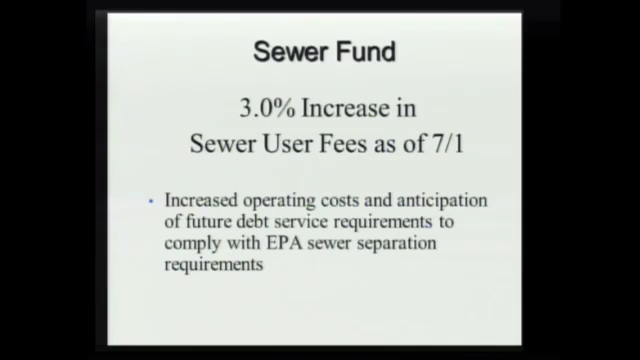 Sewer Fund
3.0% Increase in
Sewer User Fees as of 7/1
• Increased operating costs and anticipation
of future debt service requirements to
comply with EPA sewer separation
requirements